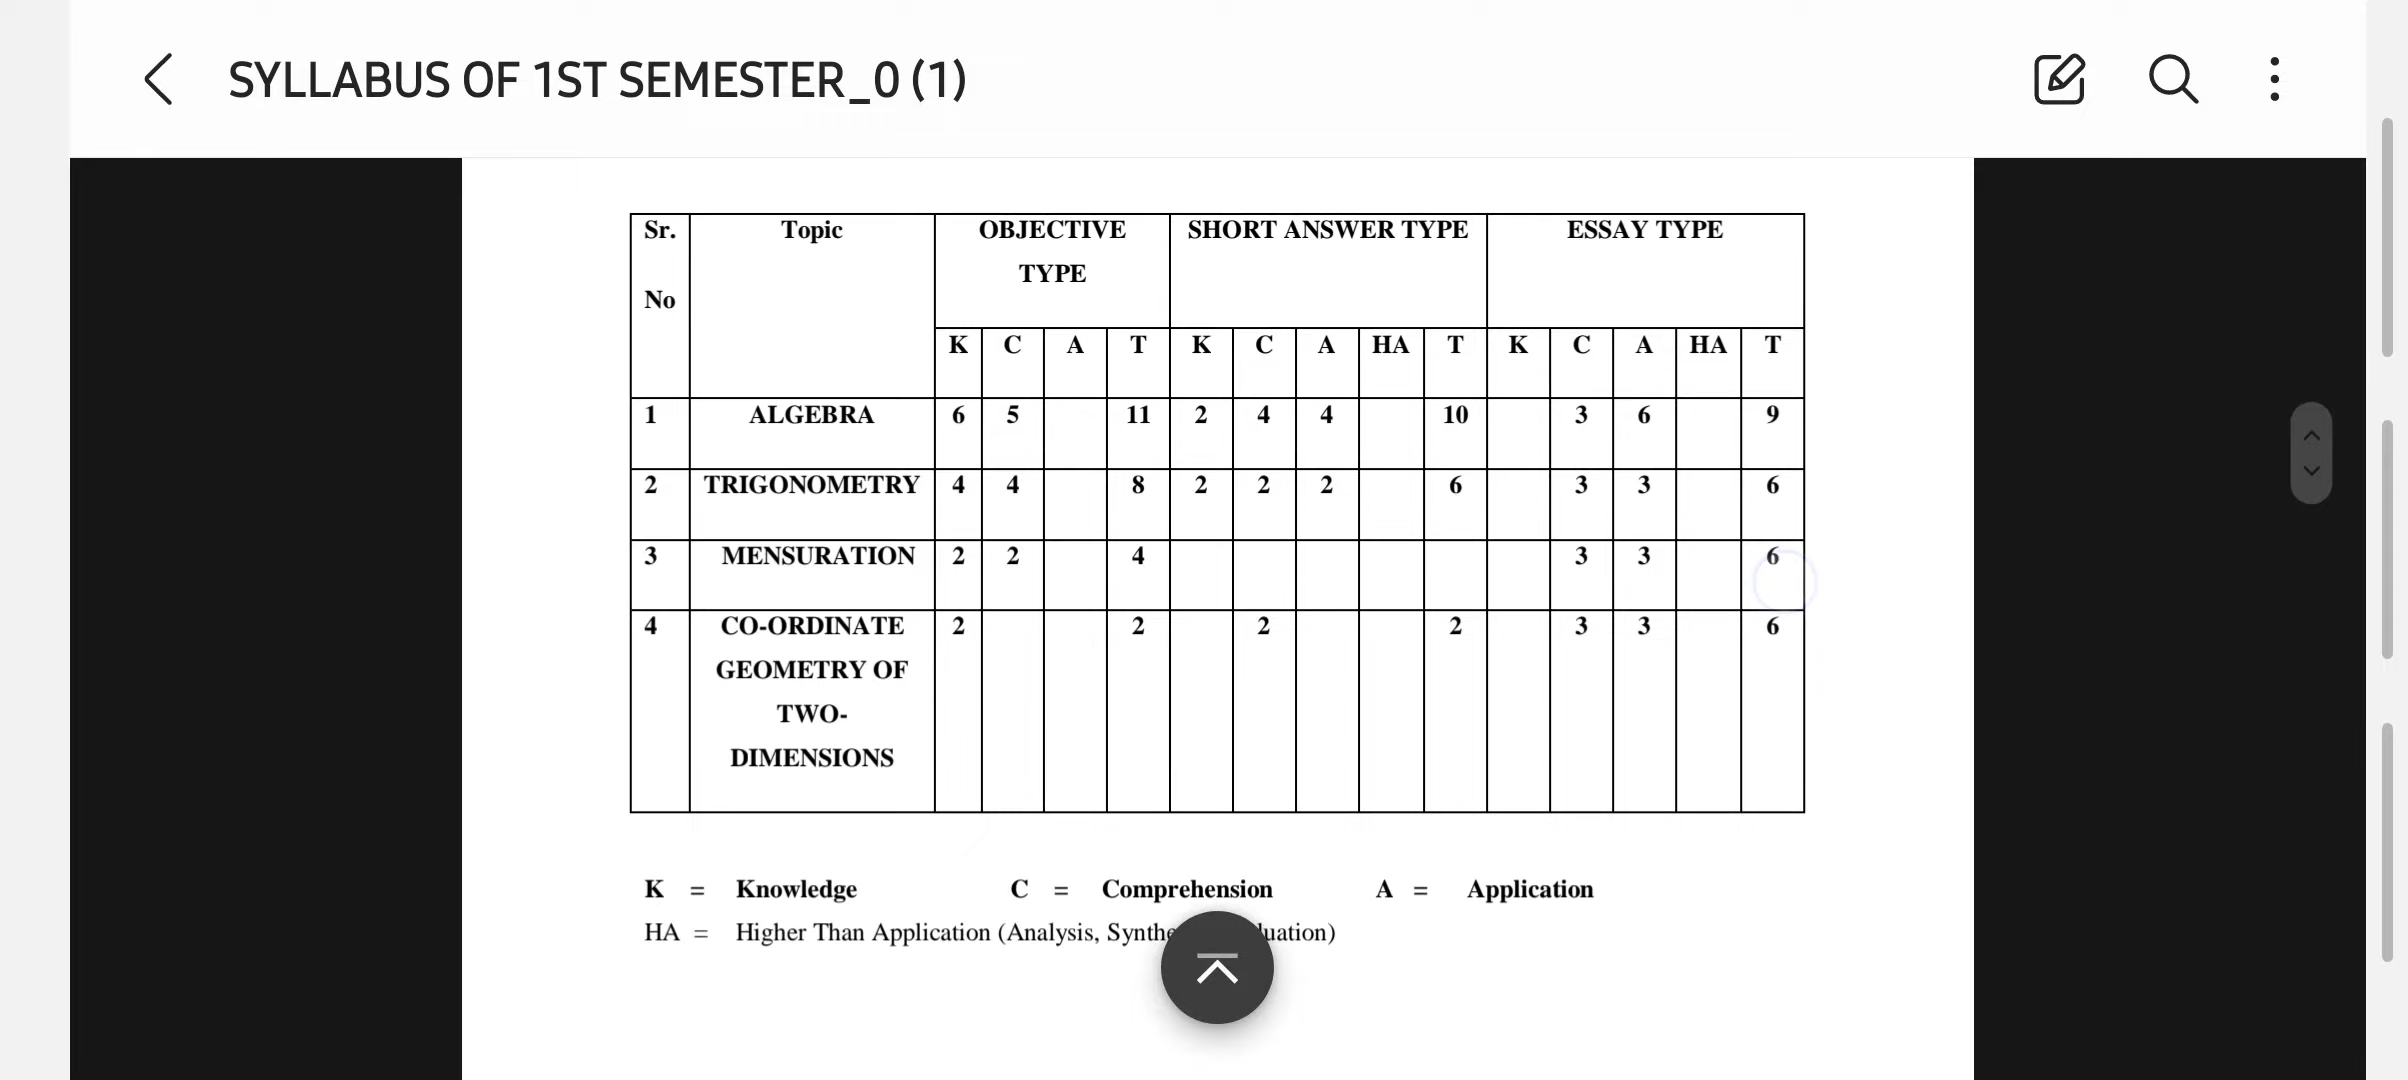 SYLLABUS OF 1ST SEMESTER_0 (1)
Sr. No Topic OBJECTIVE TYPE SHORT ANSWER TYPE ESSAY TYPE
K C A T K C A HA T K C A HA T
1 ALGEBRA 6 5 11 2 4 4 10 3 6 9
2 TRIGONOMETRY 4 4 8 2 2 2 6 3 3 6
3 MENSURATION 2 2 4 3 3 6
4 CO-ORDINATE 2 2 2 2 3 3 6
GEOMETRY OF
TWO-
DIMENSIONS
K = Knowledge C = Comprehension A = Application
HA = Higher Than Application (Analysis,